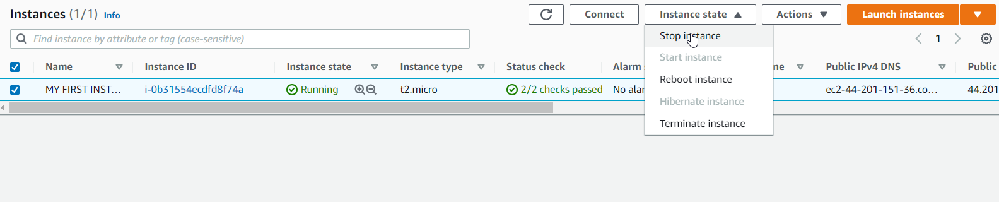 Instances (1/1) Info
Connect
Instance state
Actions
Launch instances
Find instance by attribute or tag (case-sensitive)
1
Stop instance
Start instance
Reboot instance
Hibernate instance
Terminate instance
Name Instance ID Instance state Instance type Status check Alarm ne Public IPv4 DNS Public
MY FIRST INST... i-0b31554ecdfd8f74a Running t2.micro 2/2 checks passed No alar ec2-44-201-151-36.co... 44.201